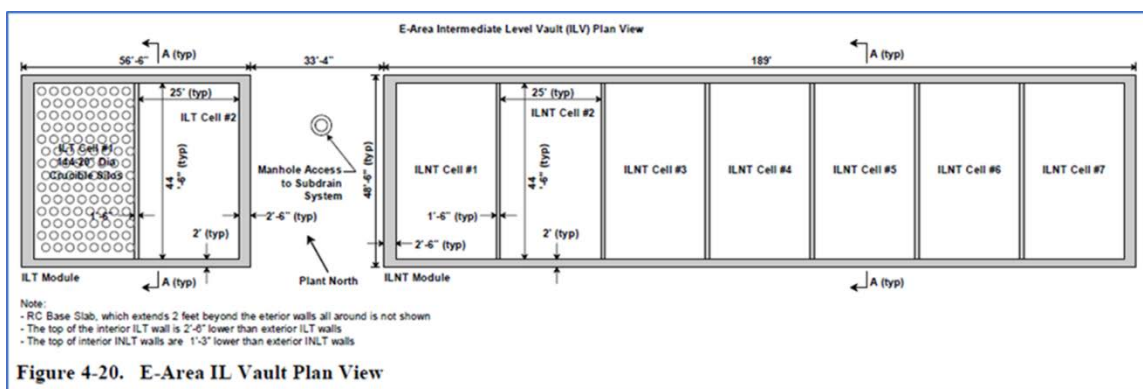 E-Area Intermediate Level Vault (ILV) Plan View
A (typ)
A (typ)
56'-6"
33'-4"
189'
25' (typ)
25' (typ)
ILT Cell #2
ILNT Cell #2
ILT Cell #1
144-20" Dia
Crucible Silos
44'-6" (typ)
Manhole Access
to Subdrain
System
48'-6" (typ)
ILNT Cell #1
44'-6" (typ)
ILNT Cell #3
ILNT Cell #4
ILNT Cell #5
ILNT Cell #6
ILNT Cell #7
1'-6"
2'-6" (typ)
1'-6" (typ)
2' (typ)
2'
2'-6" (typ)
ILT Module
A (typ)
Plant North
ILNT Module
A (typ)
Note:
- RC Base Slab, which extends 2 feet beyond the eterior walls all around is not shown
- The top of the interior ILT wall is 2'-6" lower than exterior ILT walls
- The top of interior INLT walls are 1'-3" lower than exterior INLT walls
Figure 4-20. E-Area IL Vault Plan View